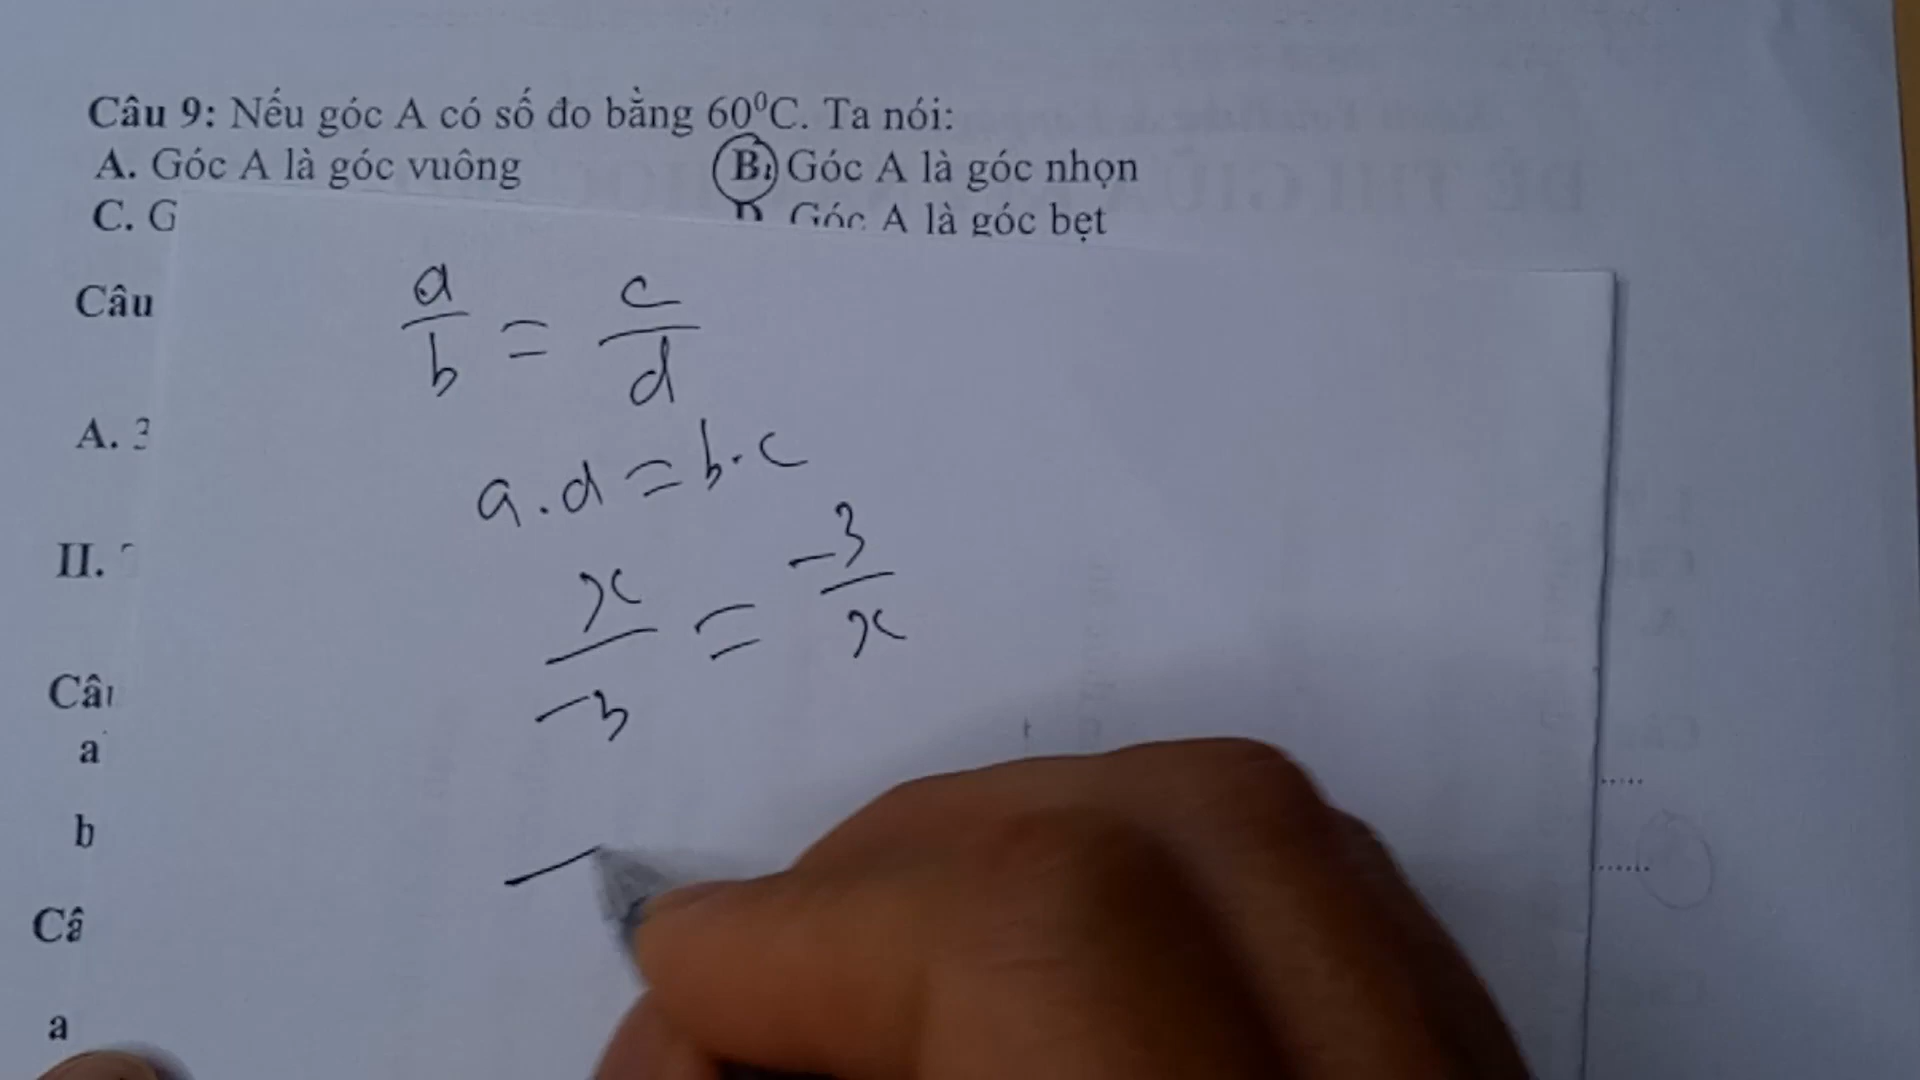 Câu 9: Nếu góc A có số đo bằng 60⁰C. Ta nói:
A. Góc A là góc vuông B. Góc A là góc nhọn
C. G D. Góc A là góc bẹt
Câu
a/b = c/d
A. 3
a.d = b.c
II.
x/-3 = -3/x
Câu
a
b
Câ
a